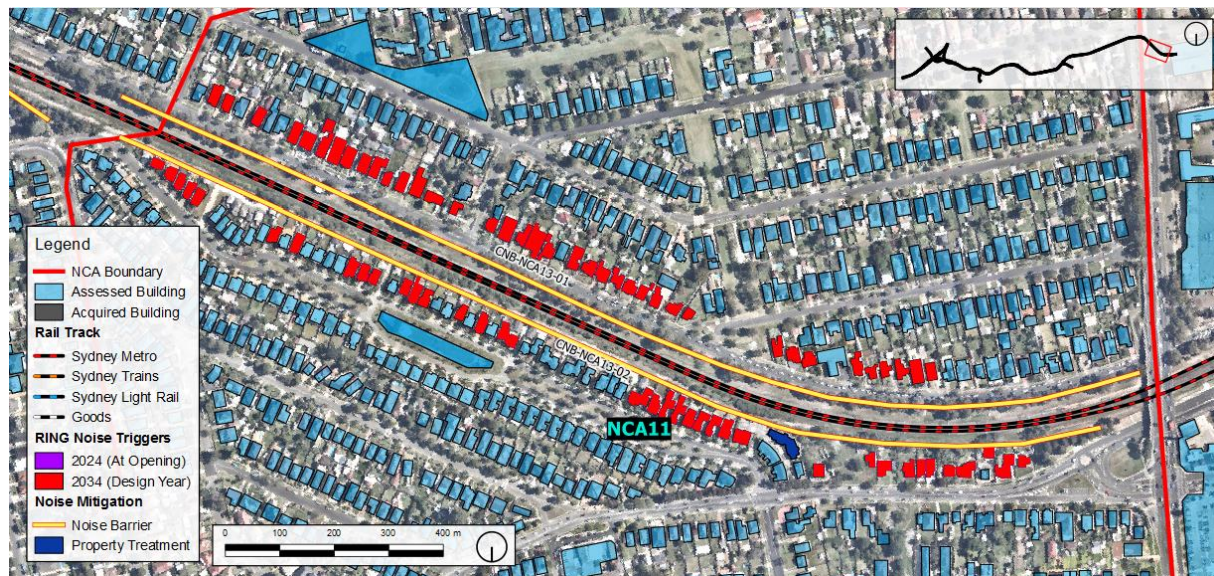 CNB-NCA13-01
CNB-NCA13-02
NCA11
Legend
NCA Boundary
Assessed Building
Acquired Building
Rail Track
Sydney Metro
Sydney Trains
Sydney Light Rail
Goods
RING Noise Triggers
2024 (At Opening)
2034 (Design Year)
Noise Mitigation
Noise Barrier
Property Treatment
0 100 200 300 400 m